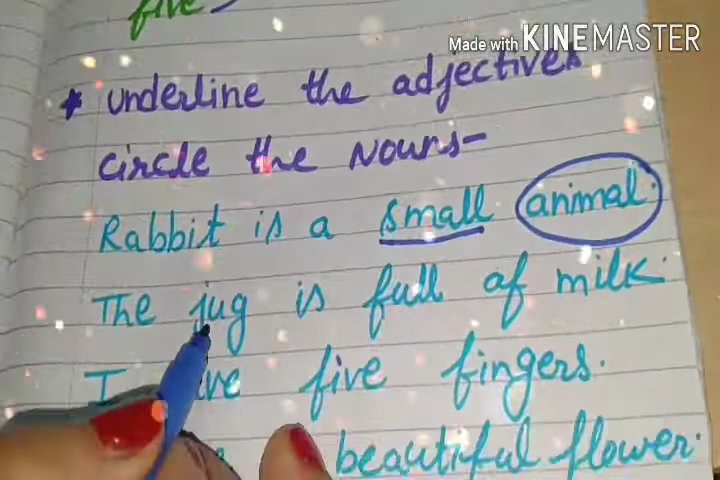 five
Made with KINEMASTER
* underline the adjectives
circle the Nouns-
Rabbit is a small animal.
The jug is full of milk.
I five fingers.
beautiful flower.